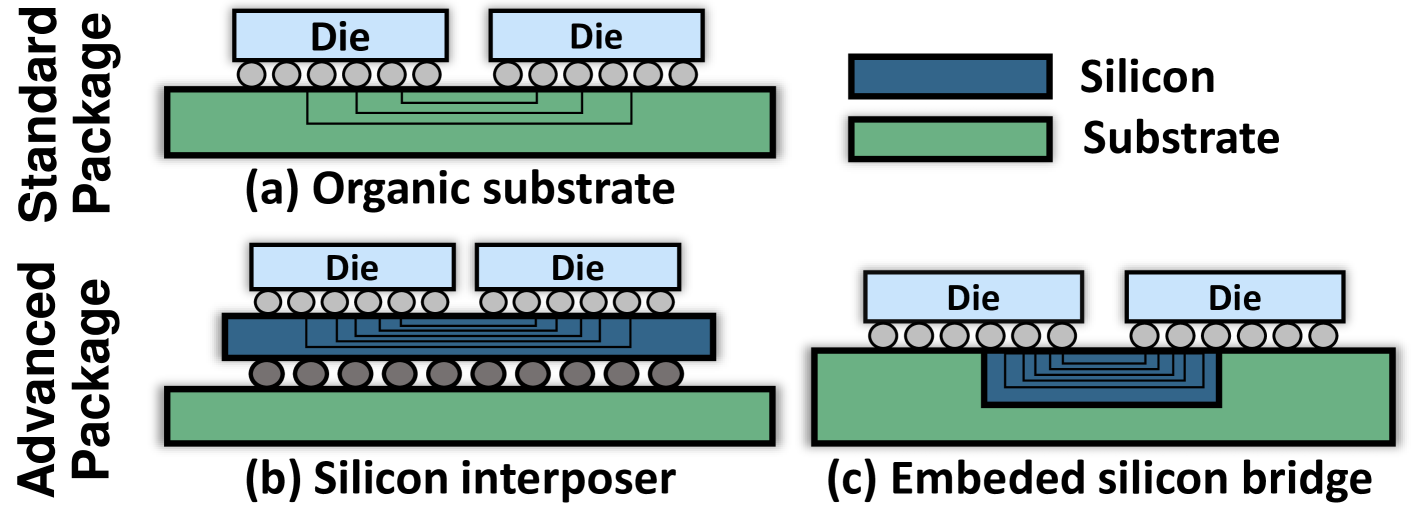 Standard
Package
Die
Die
(a) Organic substrate
Silicon
Substrate
Advanced
Package
Die
Die
(b) Silicon interposer
Die
Die
(c) Embeded silicon bridge